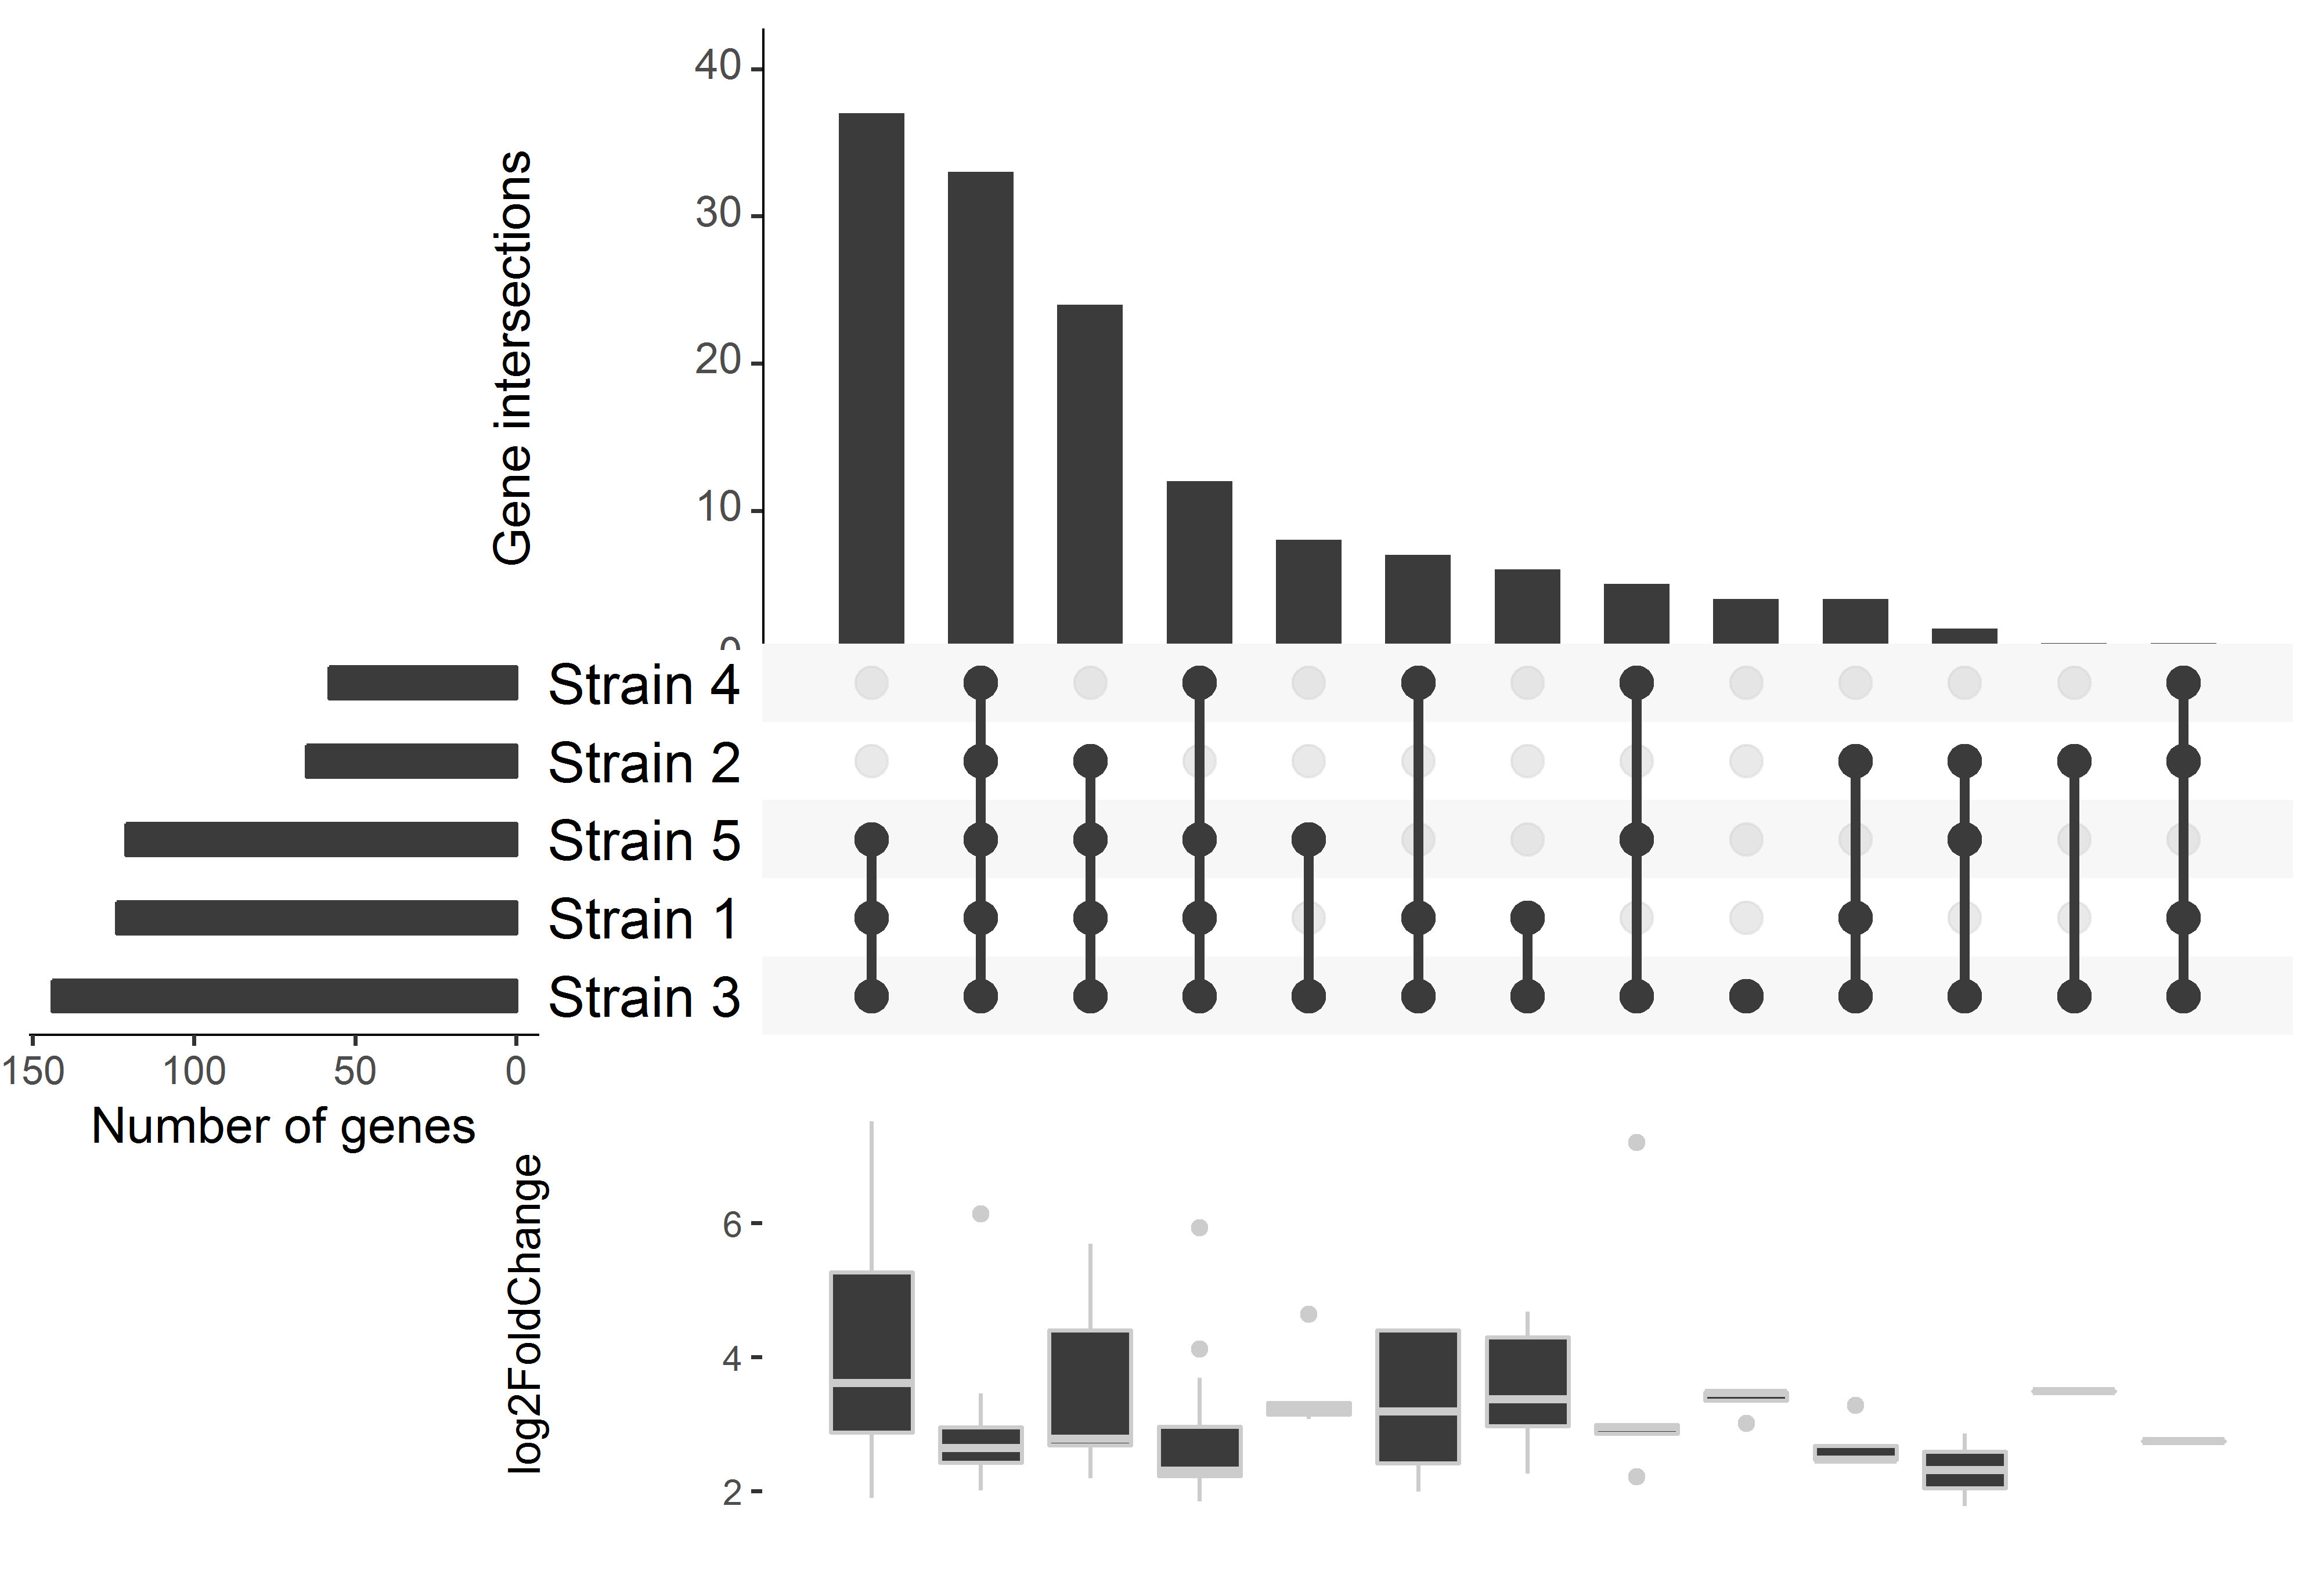 Gene intersections
40
30
20
10
0
Strain 4
Strain 2
Strain 5
Strain 1
Strain 3
150 100 50 0
Number of genes
log2FoldChange
6
4
2